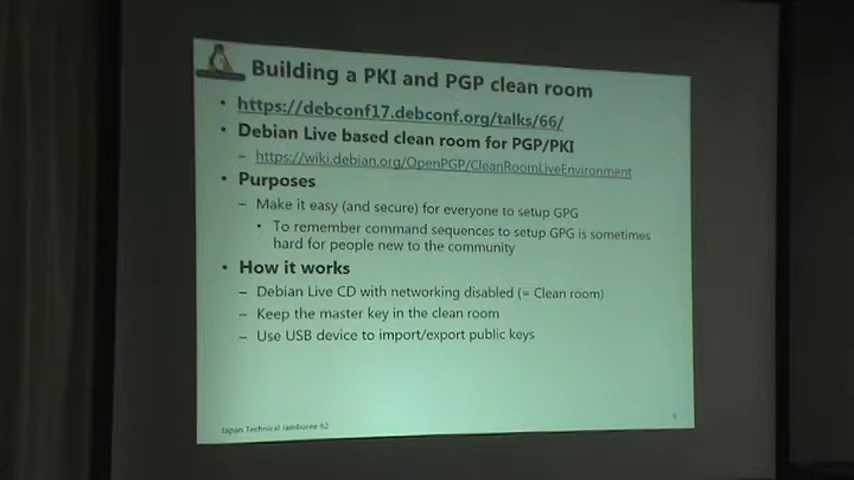 Building a PKI and PGP clean room
• https://debconf17.debconf.org/talks/66/
• Debian Live based clean room for PGP/PKI
– https://wiki.debian.org/OpenPGP/CleanRoomLiveEnvironment
• Purposes
– Make it easy (and secure) for everyone to setup GPG
• To remember command sequences to setup GPG is sometimes
hard for people new to the community
• How it works
– Debian Live CD with networking disabled (= Clean room)
– Keep the master key in the clean room
– Use USB device to import/export public keys
Japan Technical Jamboree 62